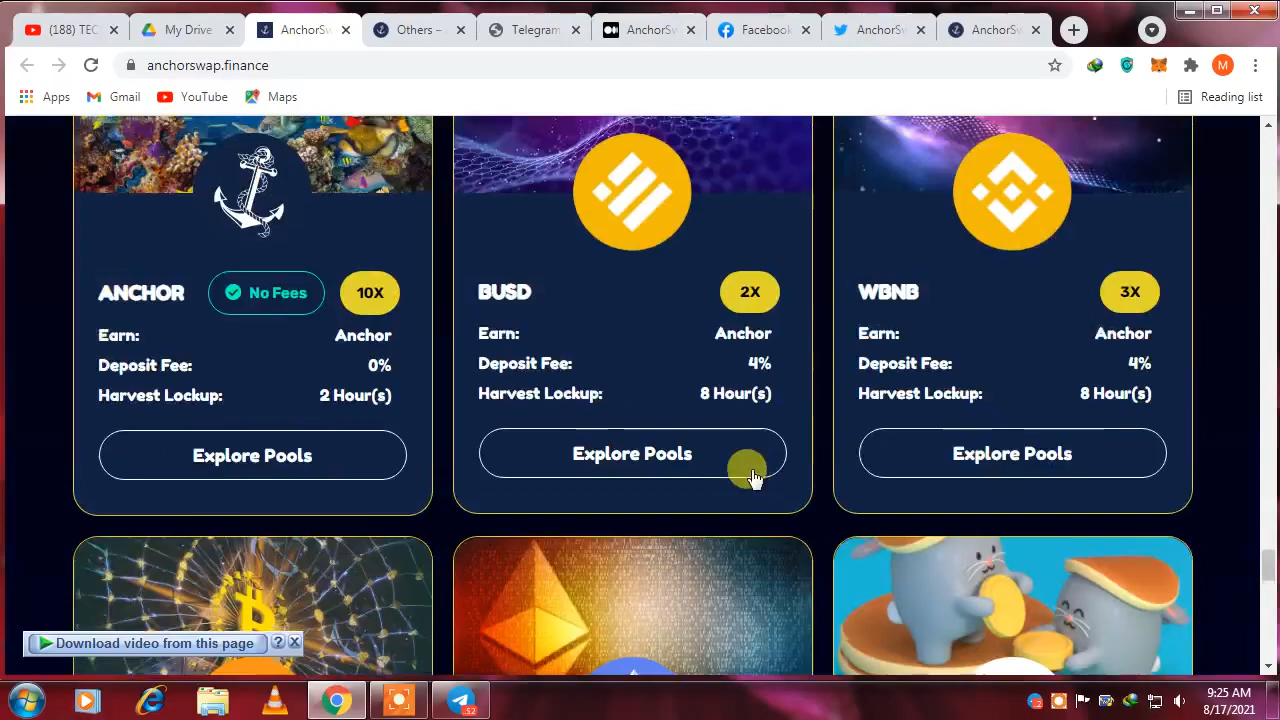 (188) TEC
My Drive
AnchorSw
Others –
Telegram
AnchorSw
Facebook
AnchorSw
AnchorSw
anchorswap.finance
M
Apps
Gmail
YouTube
Maps
Reading list
ANCHOR
No Fees
10X
Earn:
Anchor
Deposit Fee:
0%
Harvest Lockup:
2 Hour(s)
Explore Pools
BUSD
2X
Earn:
Anchor
Deposit Fee:
4%
Harvest Lockup:
8 Hour(s)
Explore Pools
WBNB
3X
Earn:
Anchor
Deposit Fee:
4%
Harvest Lockup:
8 Hour(s)
Explore Pools
Download video from this page
?
52
9:25 AM
8/17/2021